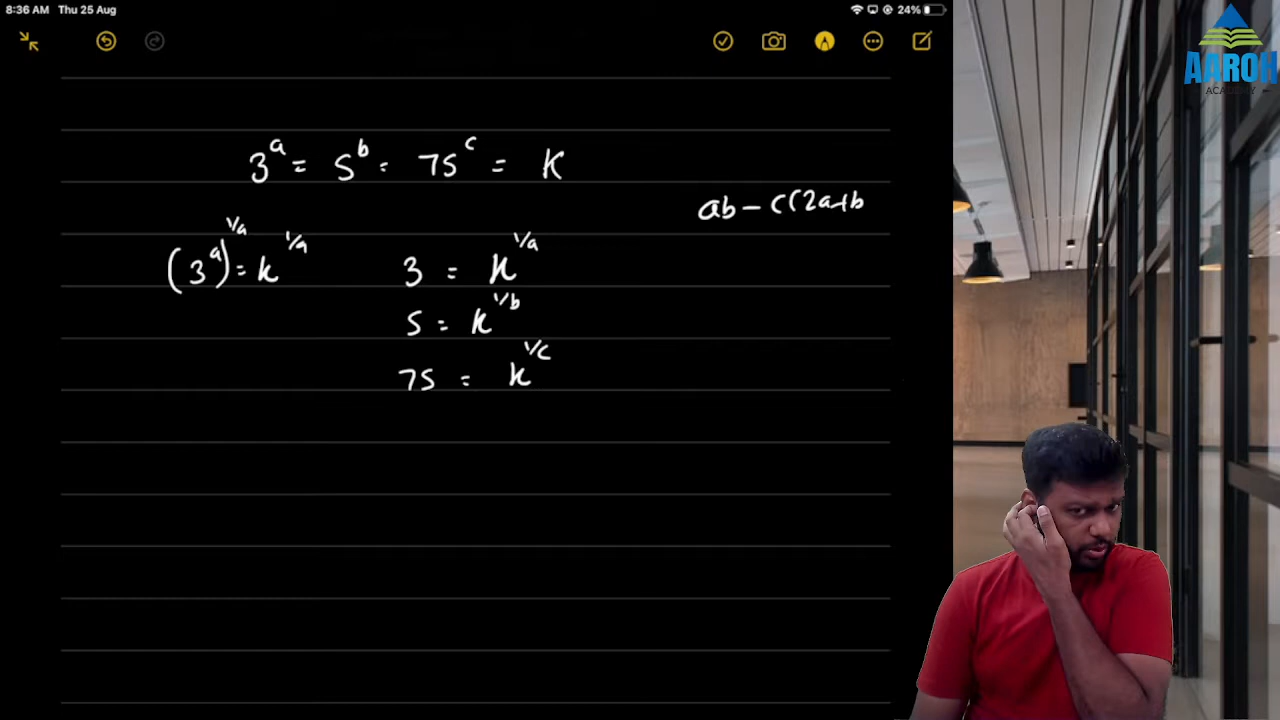 8:36 AM Thu 25 Aug 24%
AAROH
ACADEMY
3^a = 5^b = 75^c = K
ab - c(2a+b
(3^a)^1/a = k^1/a
3 = k^1/a
5 = k^1/b
75 = k^1/c